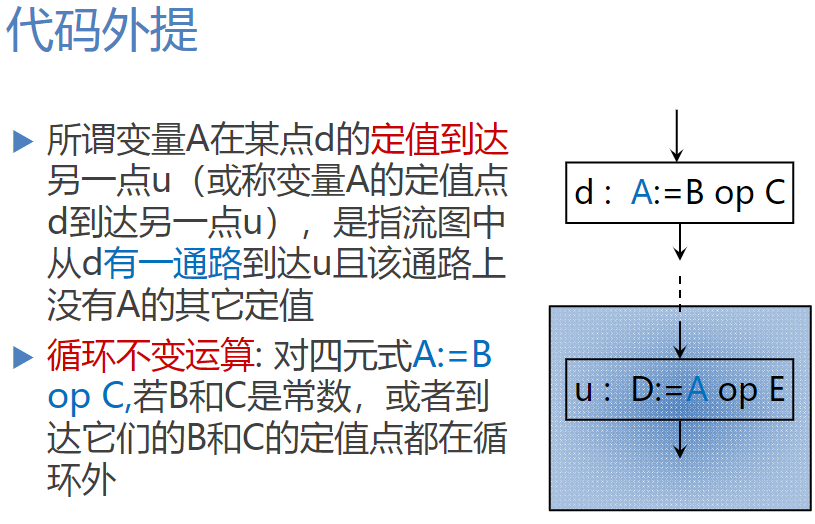 代码外提
所谓变量A在某点d的定值到达
另一点u（或称变量A的定值点
d到达另一点u），是指流图中
从d有一通路到达u且该通路上
没有A的其它定值
循环不变运算: 对四元式A:=B
op C,若B和C是常数，或者到
达它们的B和C的定值点都在循
环外
d : A:=B op C
u : D:=A op E